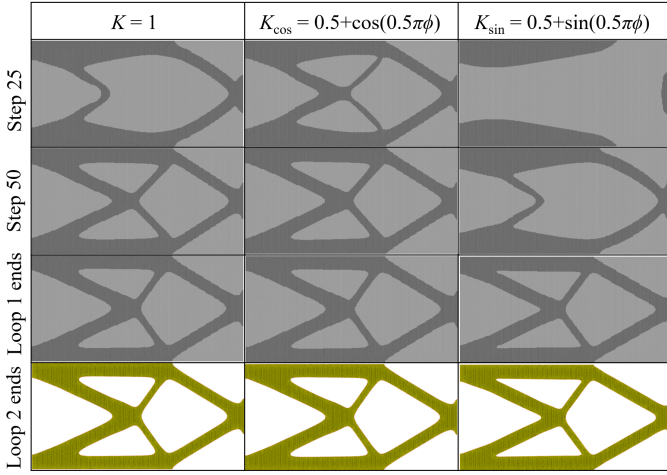 K = 1
K_cos = 0.5+cos(0.5πϕ)
K_sin = 0.5+sin(0.5πϕ)
Step 25
Step 50
Loop 1 ends
Loop 2 ends